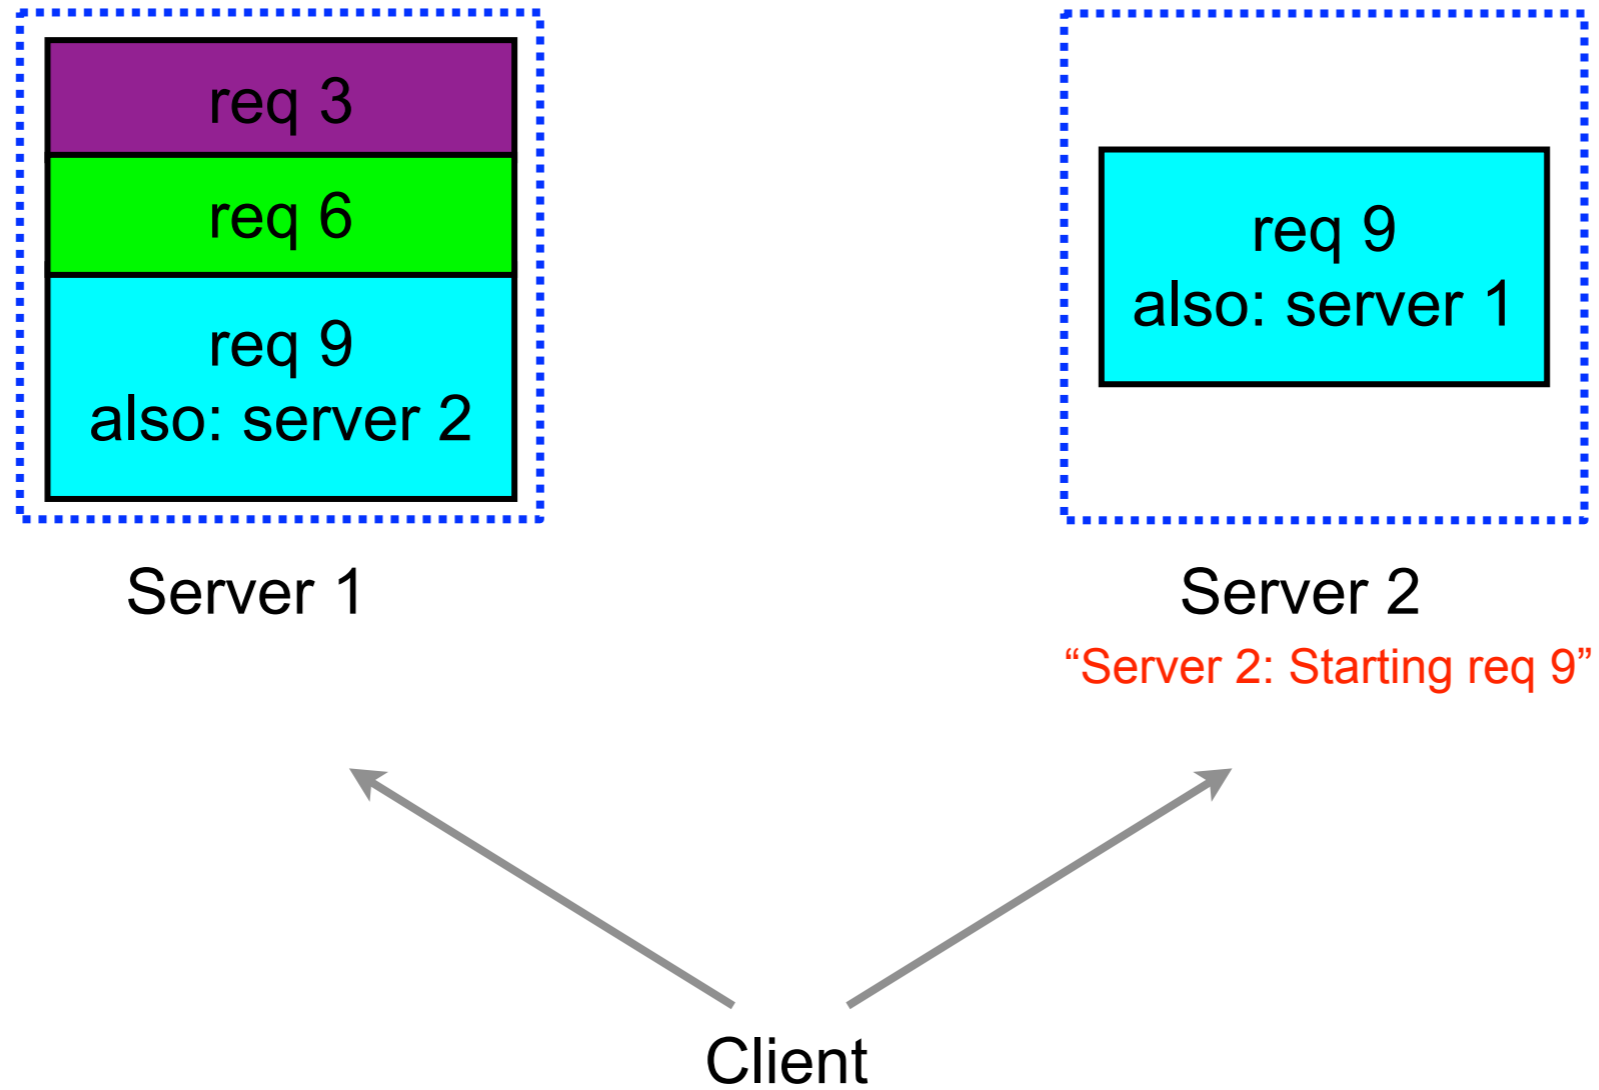 req 3
req 6
req 9
also: server 2
Server 1
req 9
also: server 1
Server 2
“Server 2: Starting req 9”
Client